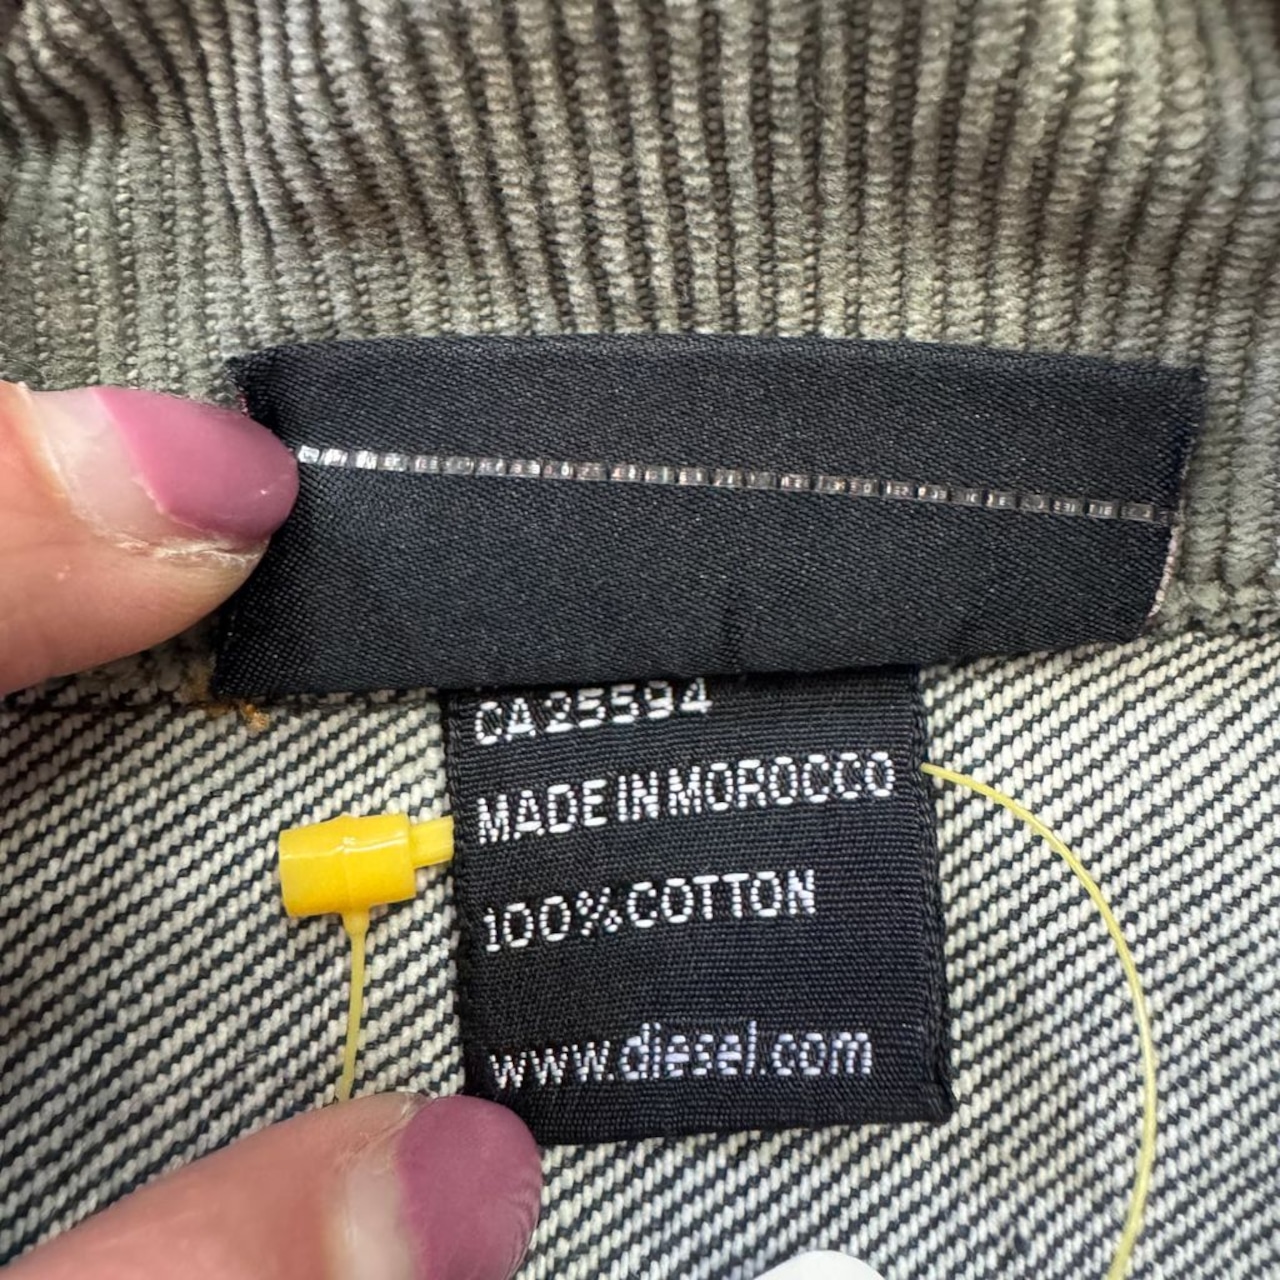 CA25594
MADE IN MOROCCO
100% COTTON
www.diesel.com